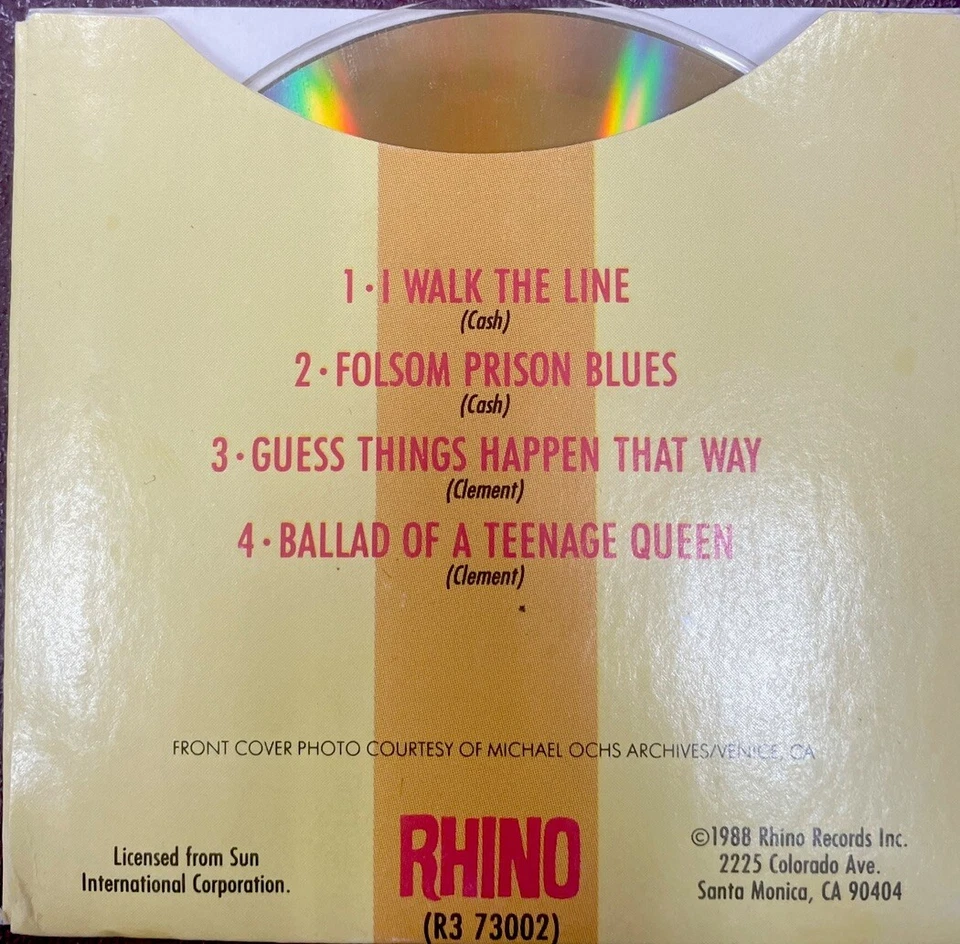 1 • I WALK THE LINE
(Cash)
2 • FOLSOM PRISON BLUES
(Cash)
3 • GUESS THINGS HAPPEN THAT WAY
(Clement)
4 • BALLAD OF A TEENAGE QUEEN
(Clement)
FRONT COVER PHOTO COURTESY OF MICHAEL OCHS ARCHIVES/VENICE, CA
Licensed from Sun
International Corporation.
RHINO
(R3 73002)
©1988 Rhino Records Inc.
2225 Colorado Ave.
Santa Monica, CA 90404